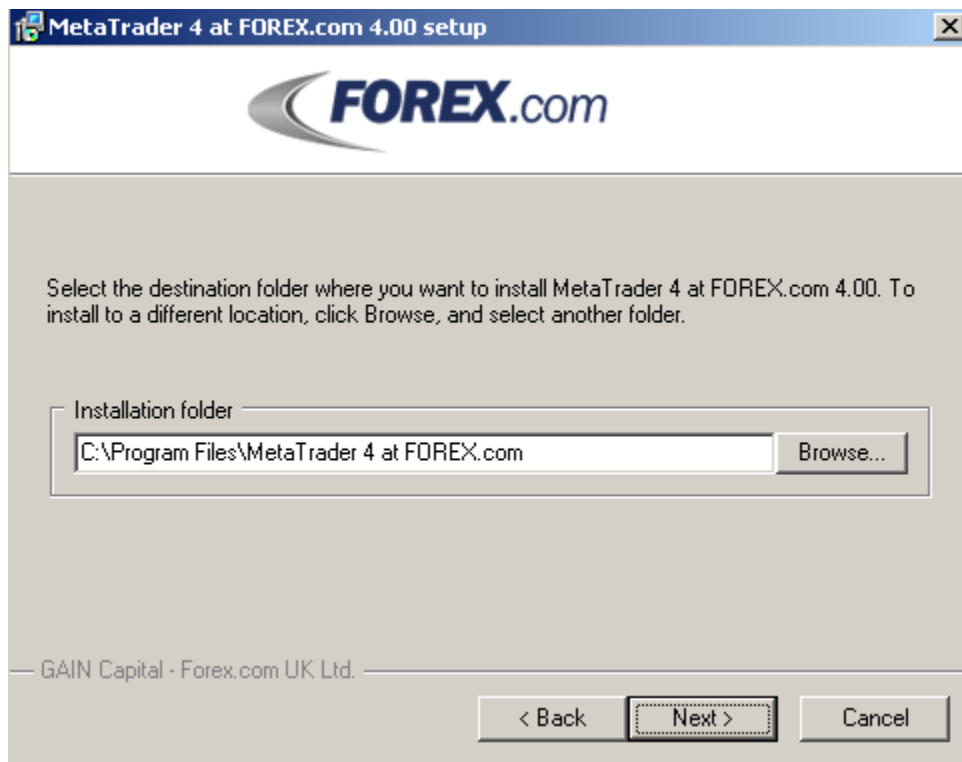 MetaTrader 4 at FOREX.com 4.00 setup
FOREX.com
Select the destination folder where you want to install MetaTrader 4 at FOREX.com 4.00. To
install to a different location, click Browse, and select another folder.
Installation folder
C:\Program Files\MetaTrader 4 at FOREX.com
Browse...
GAIN Capital - Forex.com UK Ltd.
< Back
Next >
Cancel